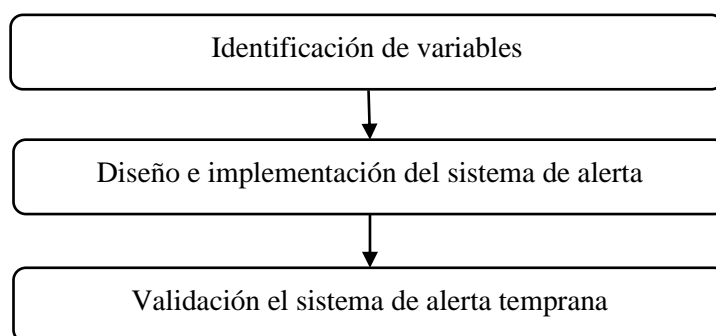 Identificación de variables
Diseño e implementación del sistema de alerta
Validación el sistema de alerta temprana